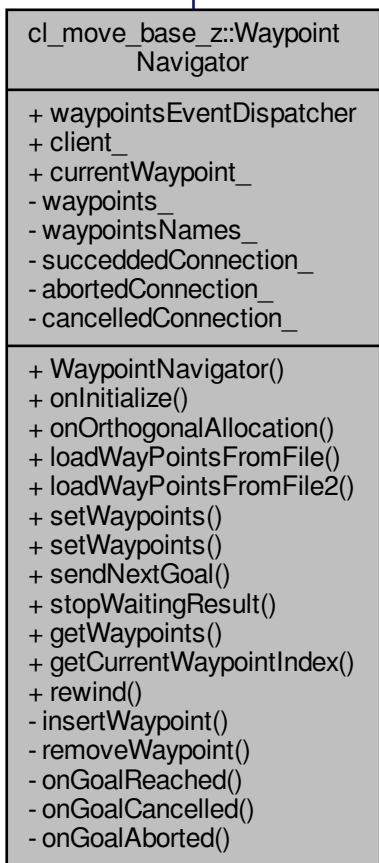 cl_move_base_z::Waypoint
Navigator
+ waypointsEventDispatcher
+ client_
+ currentWaypoint_
- waypoints_
- waypointsNames_
- succeddedConnection_
- abortedConnection_
- cancelledConnection_
+ WaypointNavigator()
+ onInitialize()
+ onOrthogonalAllocation()
+ loadWayPointsFromFile()
+ loadWayPointsFromFile2()
+ setWaypoints()
+ setWaypoints()
+ sendNextGoal()
+ stopWaitingResult()
+ getWaypoints()
+ getCurrentWaypointIndex()
+ rewind()
- insertWaypoint()
- removeWaypoint()
- onGoalReached()
- onGoalCancelled()
- onGoalAborted()